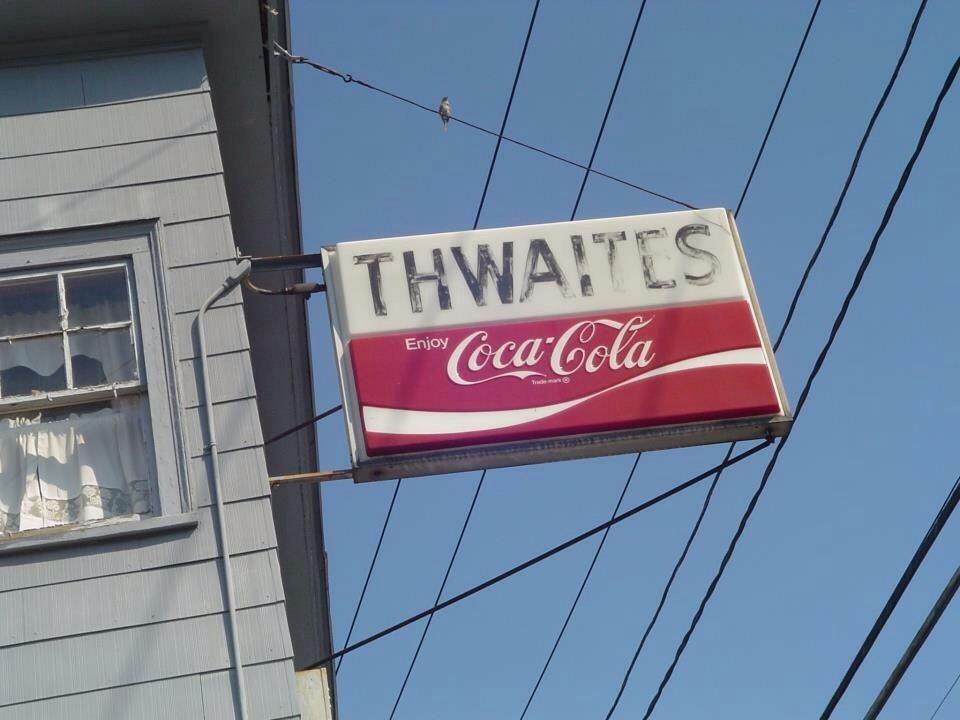 THWAITES
Enjoy Coca-Cola
Trade-mark ®